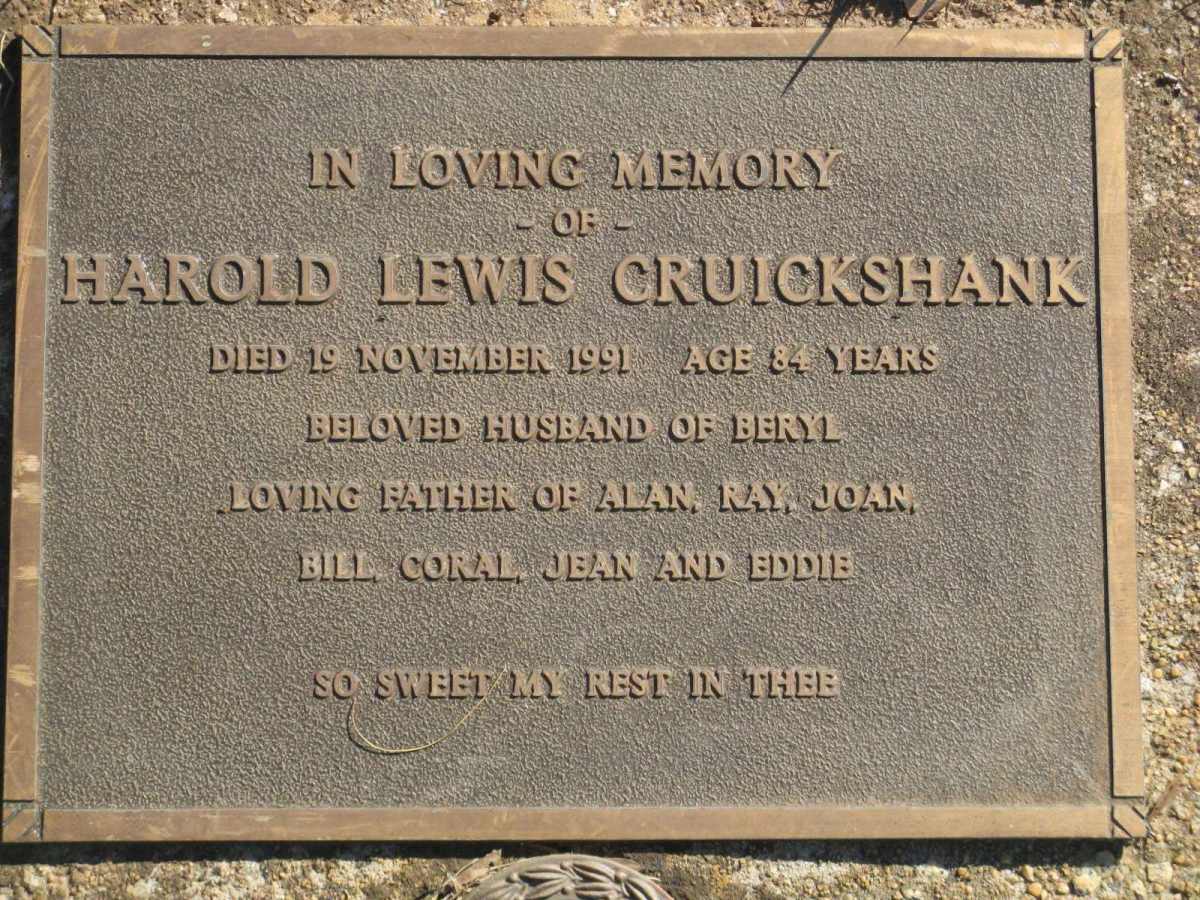 IN LOVING MEMORY
- OF -
HAROLD LEWIS CRUICKSHANK
DIED 19 NOVEMBER 1991 AGE 84 YEARS
BELOVED HUSBAND OF BERYL
LOVING FATHER OF ALAN, RAY, JOAN,
BILL, CORAL, JEAN AND EDDIE
SO SWEET MY REST IN THEE